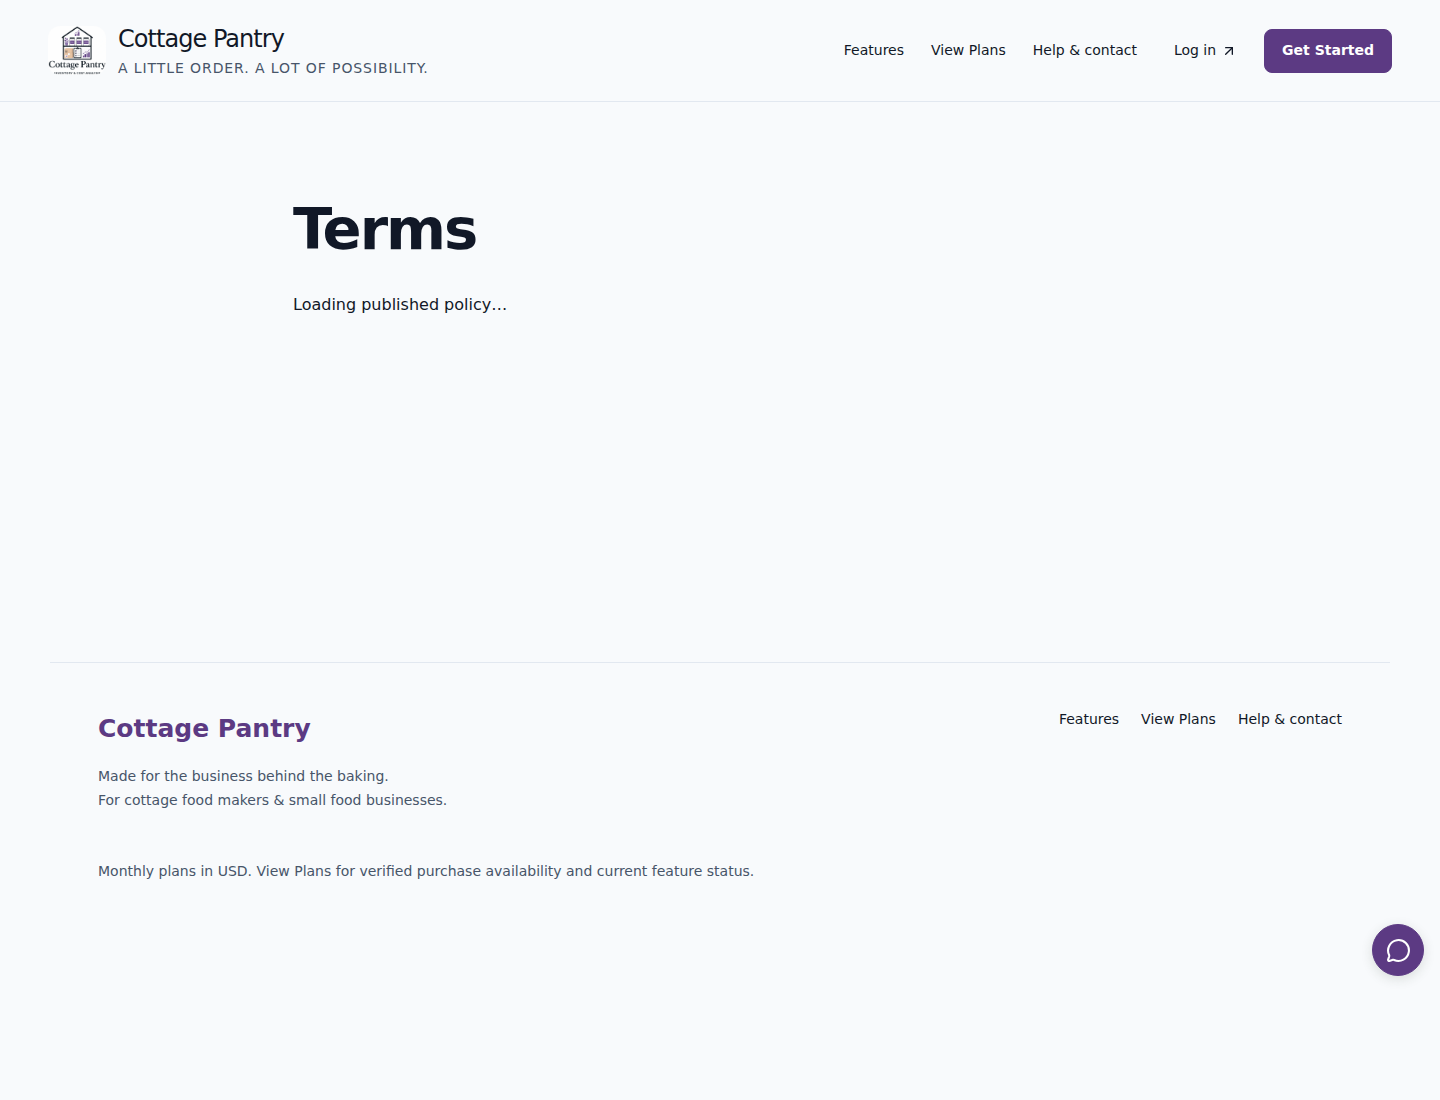 Cottage Pantry
Cottage Pantry
A LITTLE ORDER. A LOT OF POSSIBILITY.
Features
View Plans
Help & contact
Log in
Get Started
Terms
Loading published policy…
Cottage Pantry
Features
View Plans
Help & contact
Made for the business behind the baking.
For cottage food makers & small food businesses.
Monthly plans in USD. View Plans for verified purchase availability and current feature status.